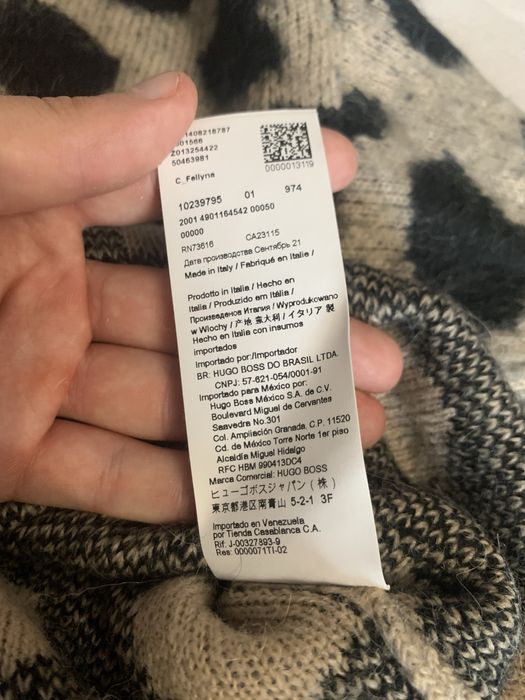 1408218787
001566
Z013254422
50463981
0000013119
C_Fellyna
10239795 01 974
2001 4901164542 00050
00000
RN73616 CA23115
Дата производства Сентябрь 21
Made in Italy / Fabriqué en Italie /
Prodotto in Italia / Hecho en
Italia / Produzido em Itália /
Произведенов Италия / Wyprodukowano
w Włochy / 产地 意大利 / イタリア 製
Hecho en Italia con insumos
importados
Importado por:/Importador
BR: HUGO BOSS DO BRASIL LTDA.
CNPJ: 57-621-054/0001-91
Importado para México por:
Hugo Boss México S.A. de C.V.
Boulevard Miguel de Cervantes
Saavedra No.301
Col. Ampliación Granada, C.P. 11520
Cd. de México Torre Norte 1er piso
Alcaldía Miguel Hidalgo
RFC HBM 990413DC4
Marca Comercial: HUGO BOSS
ヒューゴボスジャパン(株)
東京都港区南青山 5-2-1 3F
Importado en Venezuela
por Tienda Casablanca C.A.
Rif. J-00327893-9
Res: 0000071TI-02